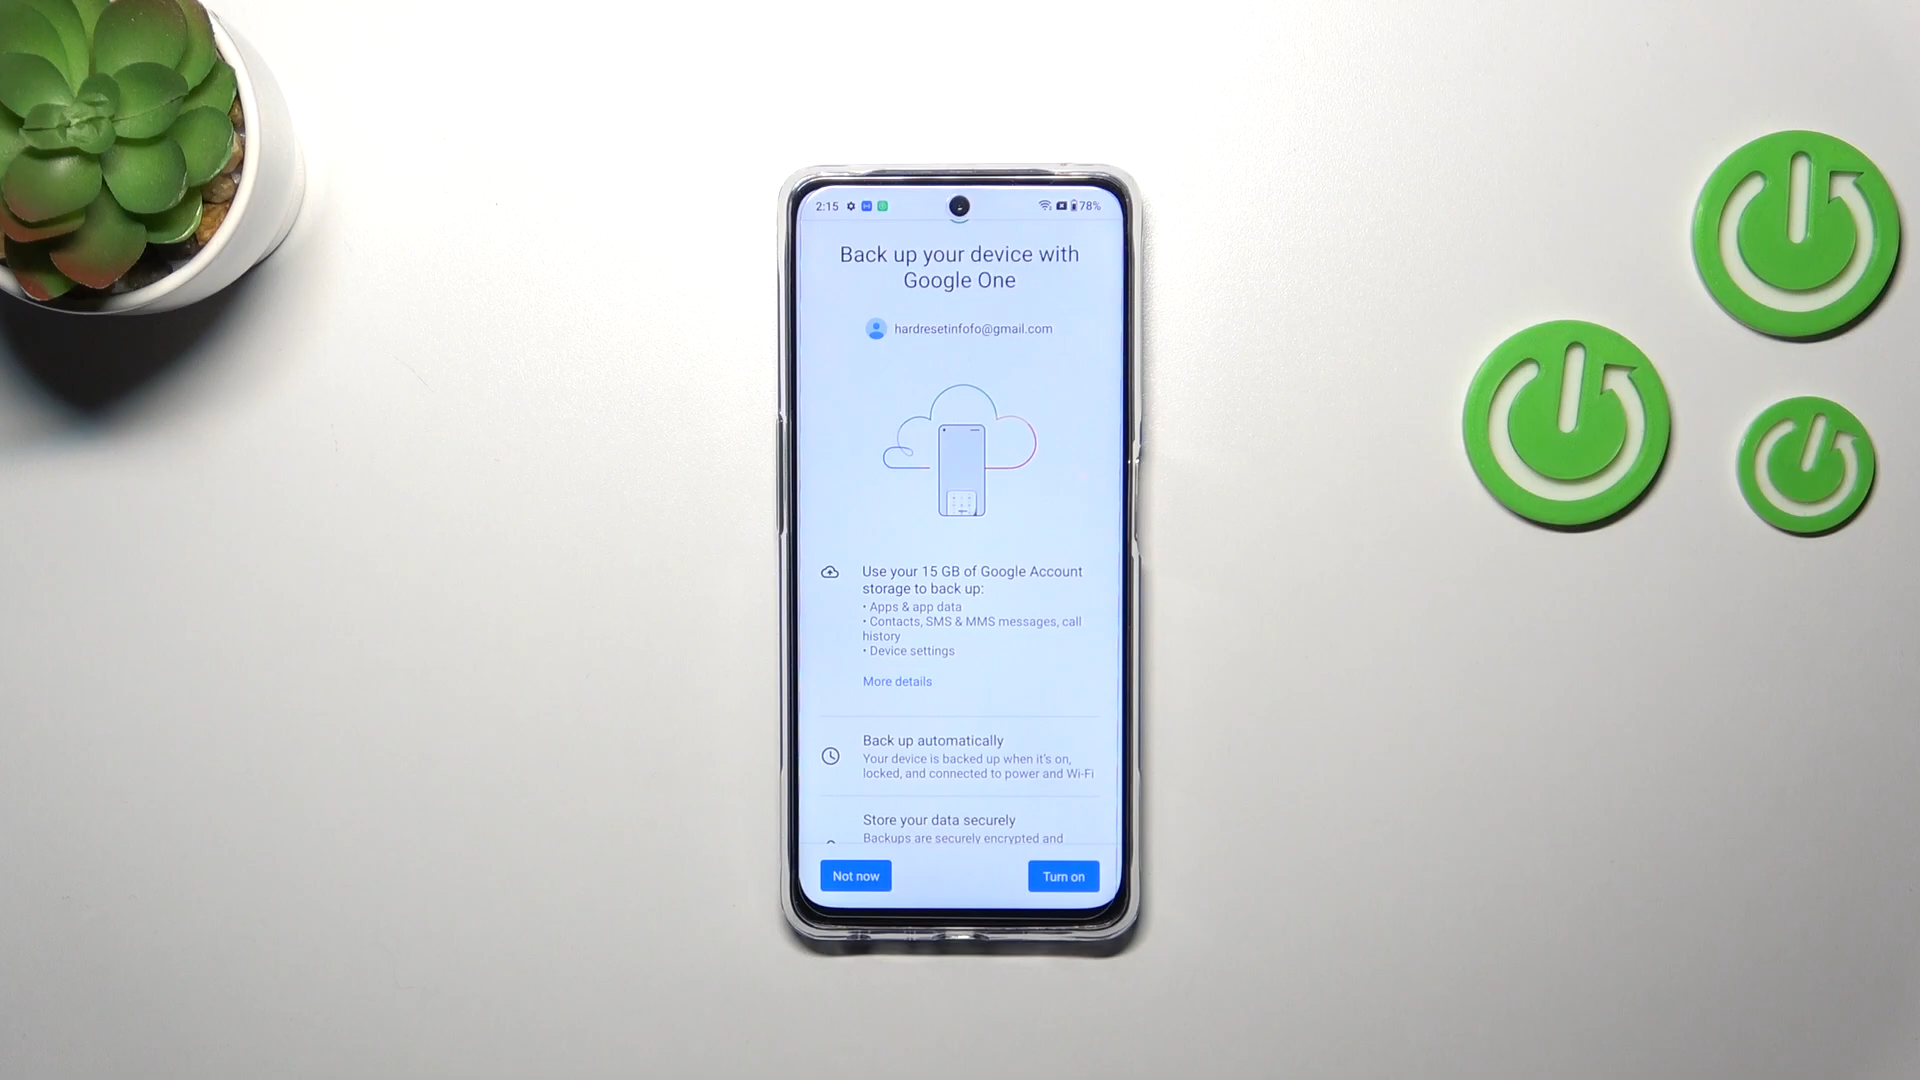 2:15
78%
Back up your device with
Google One
hardresetinfofo@gmail.com
Use your 15 GB of Google Account
storage to back up:
• Apps & app data
• Contacts, SMS & MMS messages, call
history
• Device settings
More details
Back up automatically
Your device is backed up when it's on,
locked, and connected to power and Wi-Fi
Store your data securely
Backups are securely encrypted and
Not now
Turn on